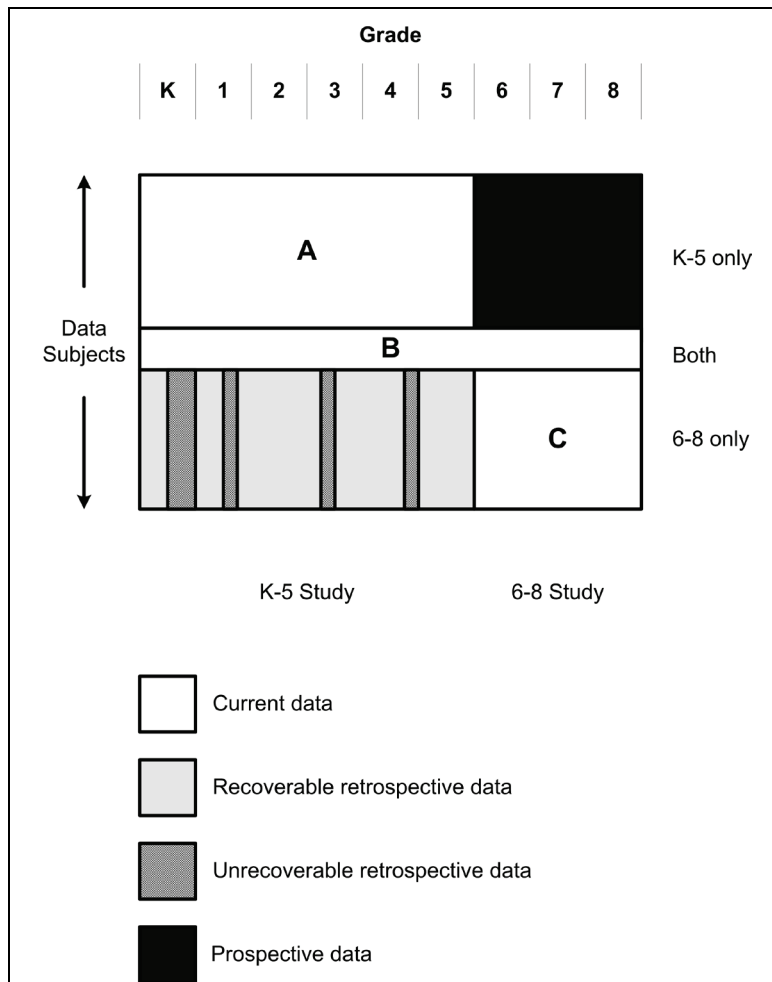 Grade
K 1 2 3 4 5 6 7 8
A
K-5 only
Data
Subjects
B
Both
C
6-8 only
K-5 Study 6-8 Study
Current data
Recoverable retrospective data
Unrecoverable retrospective data
Prospective data